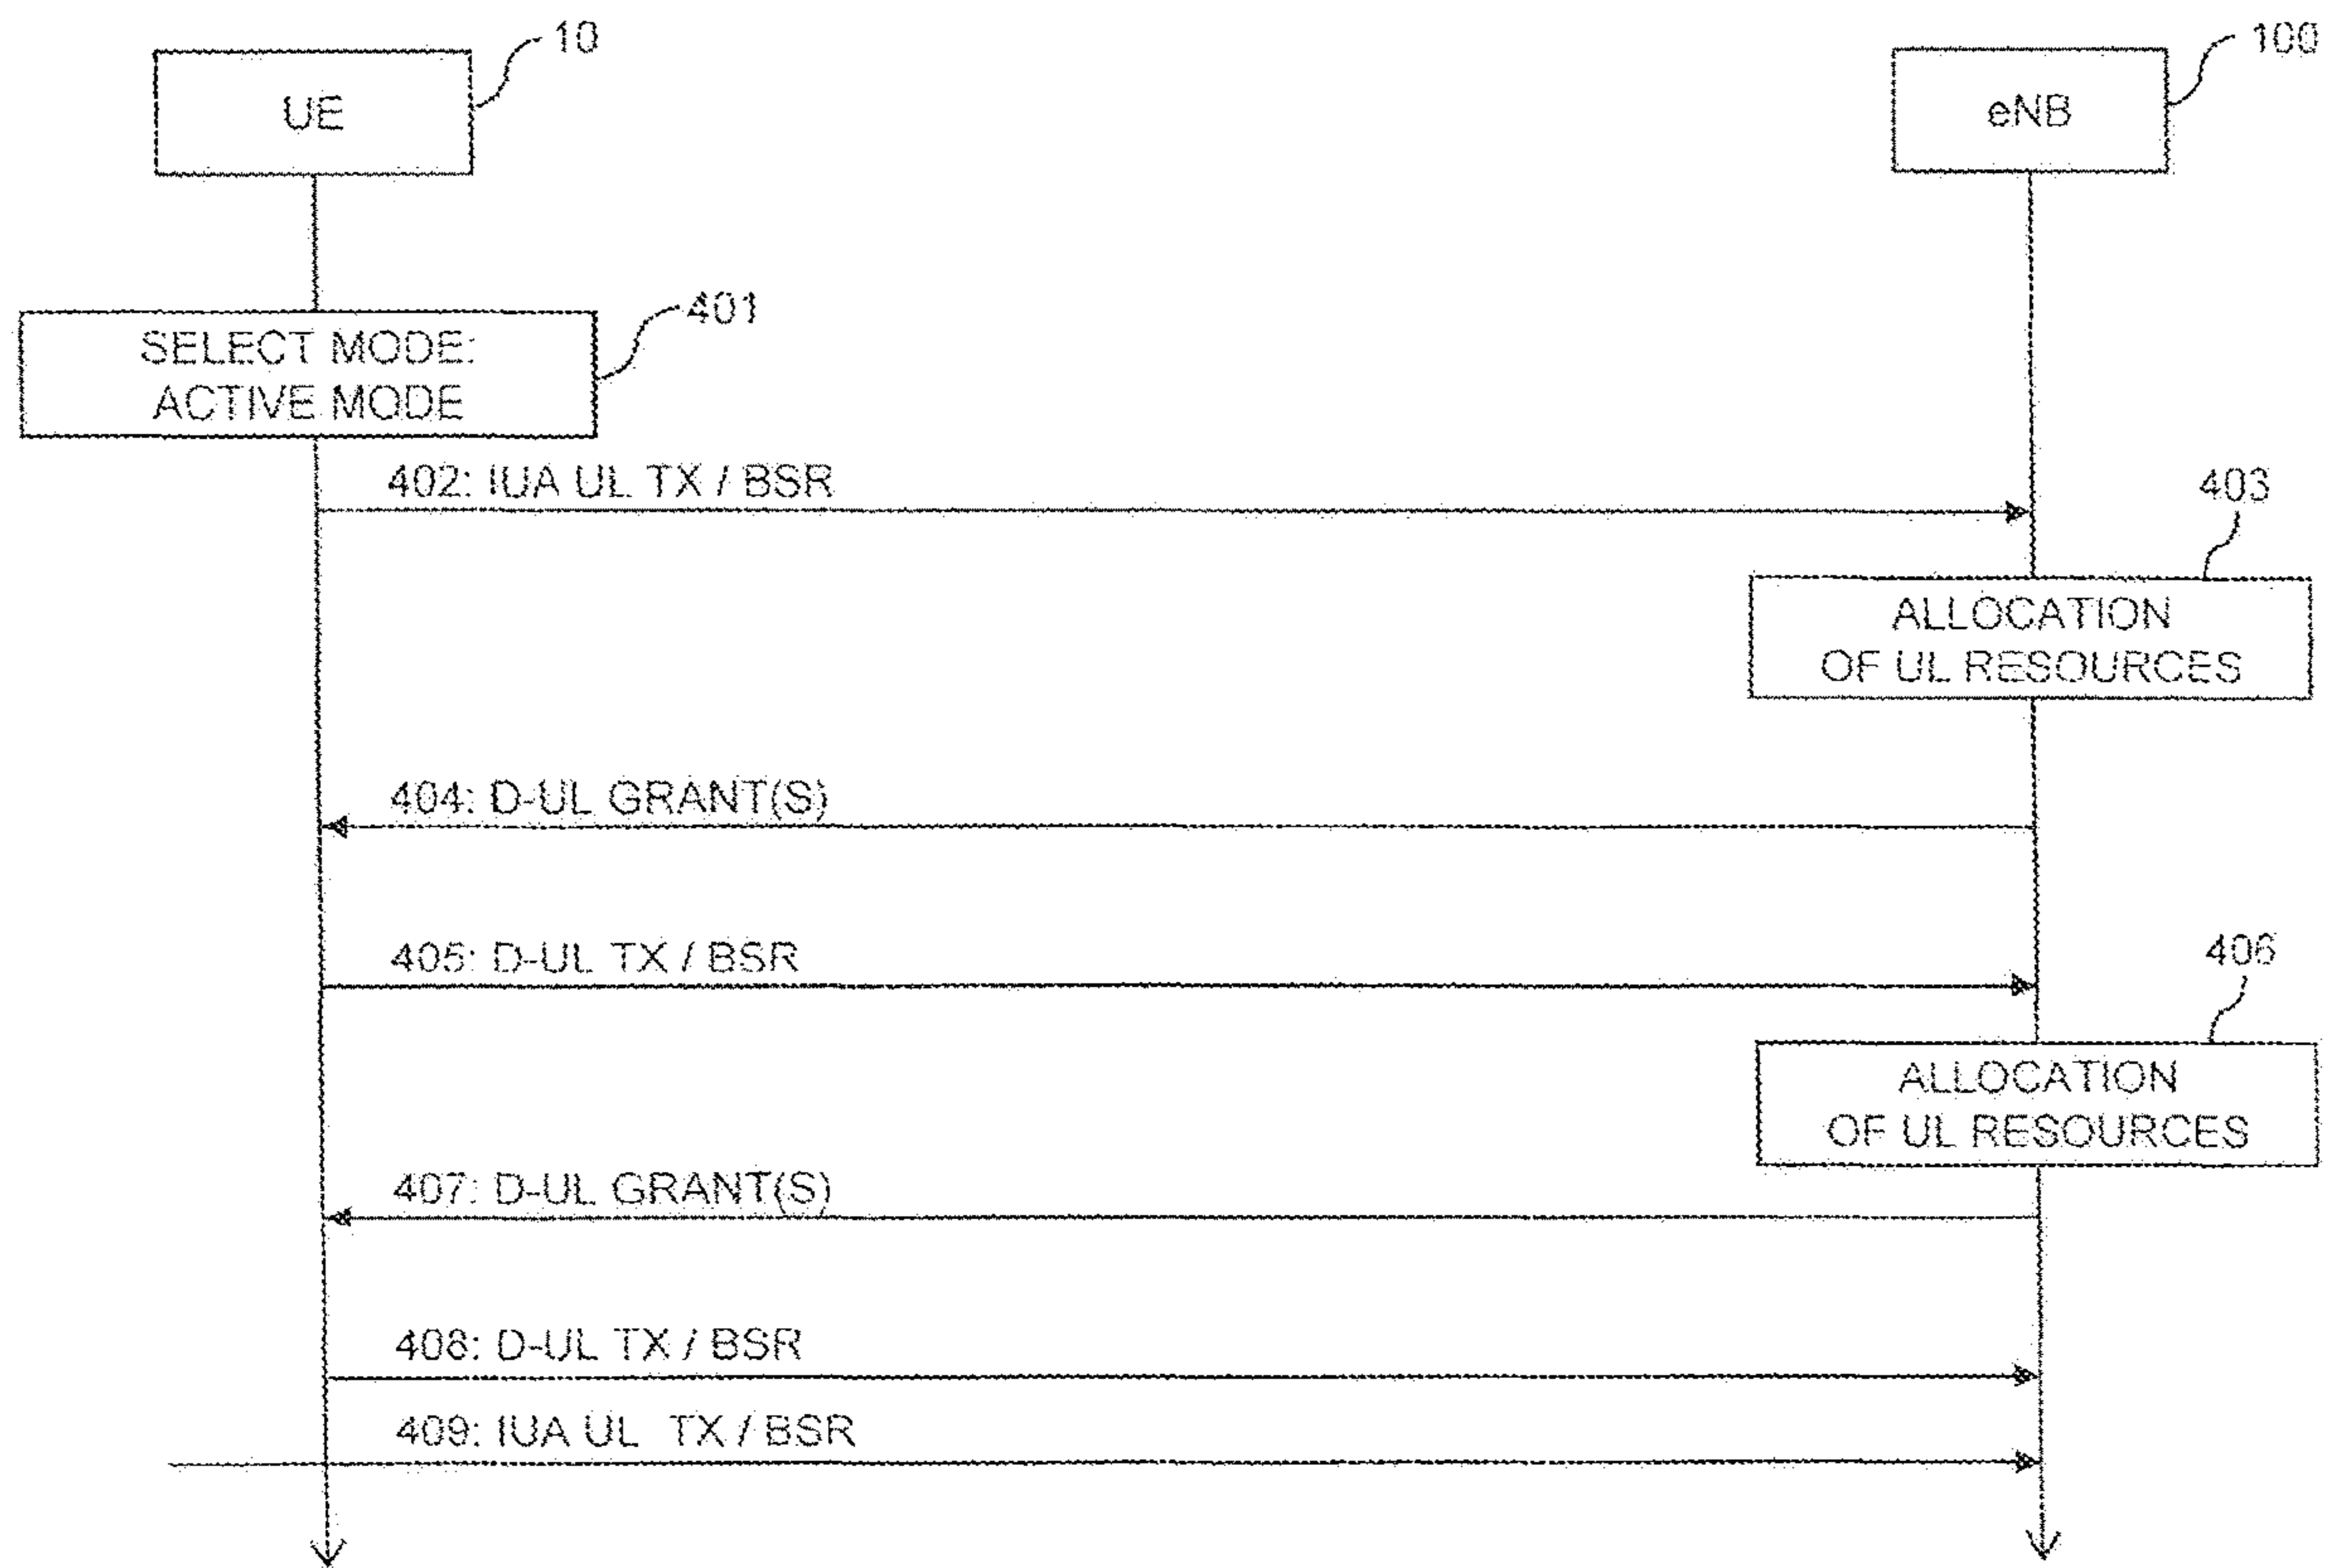 10
100
UE
eNB
401
SELECT MODE:
ACTIVE MODE
402: IUA UL TX / BSR
403
ALLOCATION
OF UL RESOURCES
404: D-UL GRANT(S)
405: D-UL TX / BSR
406
ALLOCATION
OF UL RESOURCES
407: D-UL GRANT(S)
408: D-UL TX / BSR
409: IUA UL TX / BSR